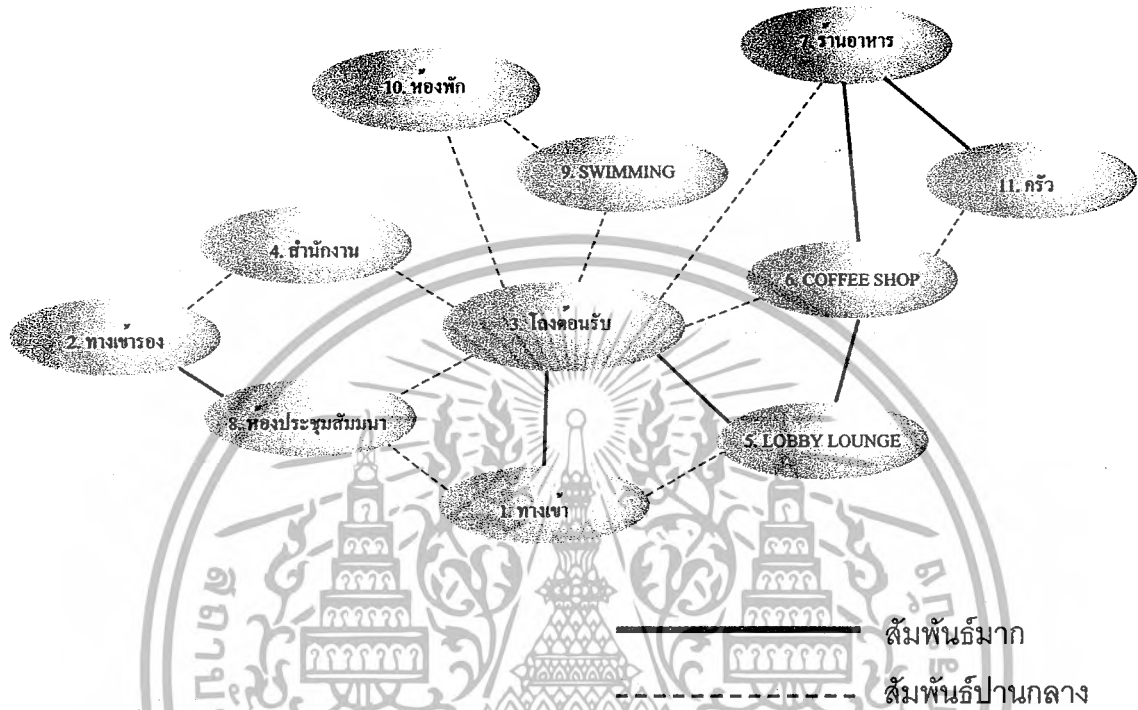 7. ร้านอาหาร
10. ห้องพัก
9. SWIMMING
11. ครัว
4. สำนักงาน
6. COFFEE SHOP
3. โถงต้อนรับ
2. ทางเข้ารอง
8. ห้องประชุมสัมมนา
5. LOBBY LOUNGE
1. ทางเข้า
สัมพันธ์มาก
สัมพันธ์ปานกลาง